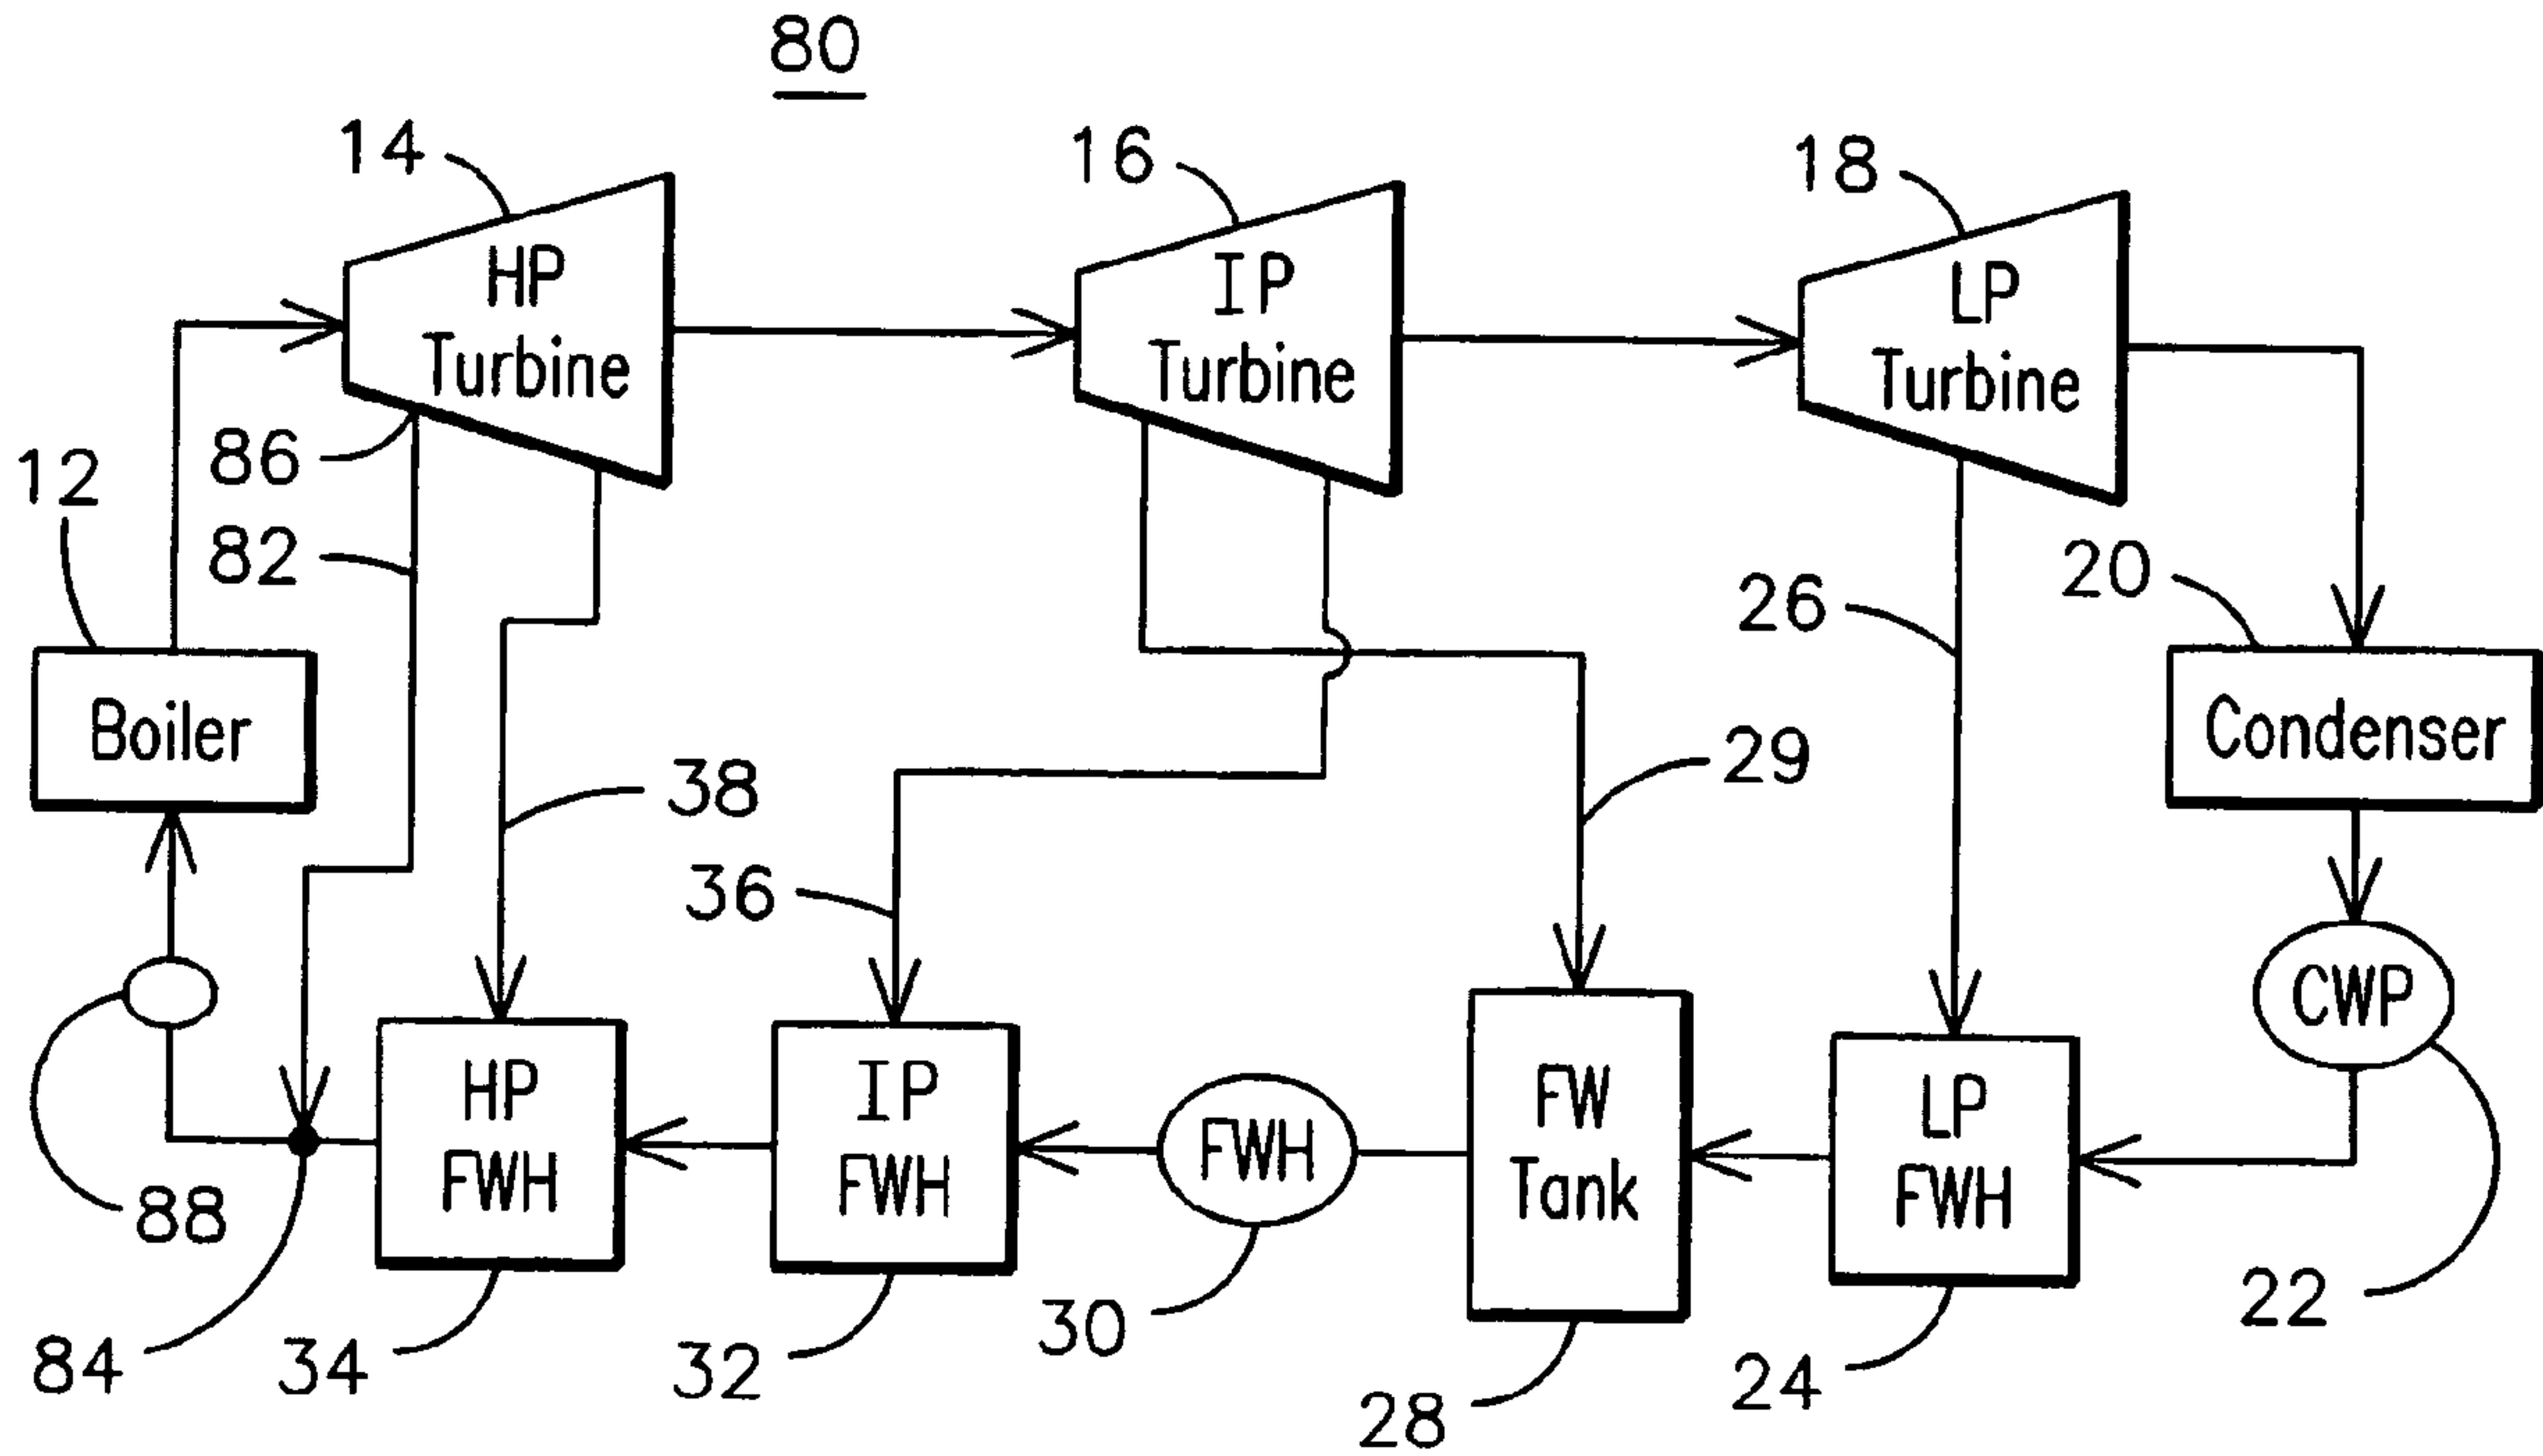 80
14
16
18
HP
Turbine
IP
Turbine
LP
Turbine
86
12
82
20
26
Boiler
Condenser
29
38
36
CWP
HP
FWH
IP
FWH
FWH
FW
Tank
LP
FWH
88
22
84
34
32
30
28
24